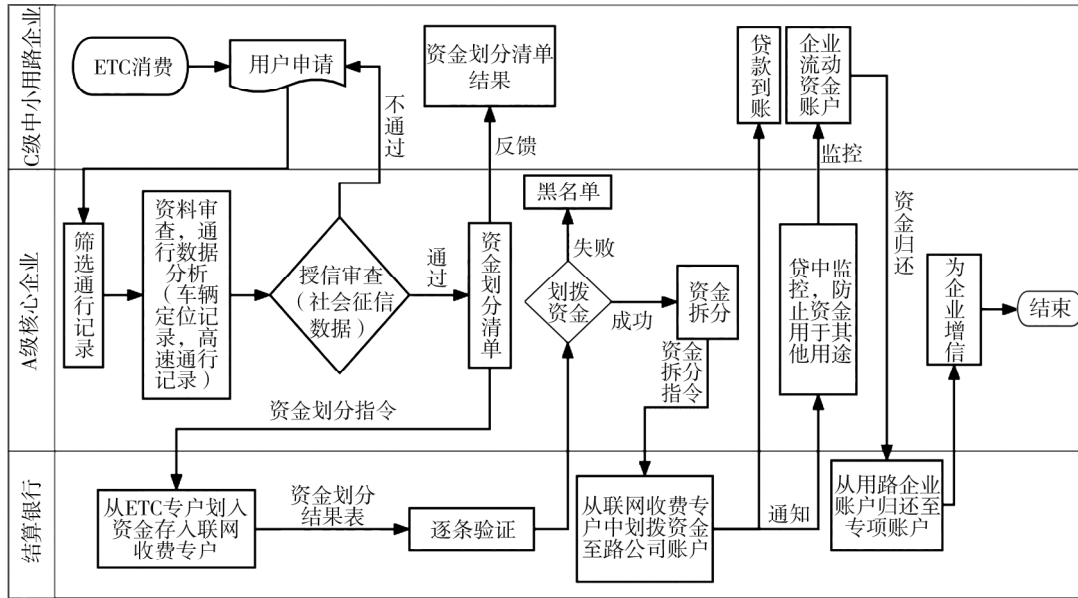 C级中小用路企业
ETC消费
用户申请
不通过
资金划分清单
结果
反馈
贷
款
到
账
企业
流动
资金
账户
监控
A级核心企业
筛
选
通
行
记
录
资料审
查，通
行数据
分析
（车辆
定位记
录，高
速通行
记录）
授信审查
（社会征信
数据）
通过
资
金
划
分
清
单
黑名单
失败
划拨
资金
成功
资金
拆分
资金
拆分
指令
贷中监
控，防
止资金
用于其
他用途
资金归还
为
企
业
增
信
结束
资金划分指令
结算银行
从ETC专户划入
资金存入联网
收费专户
资金划分
结果表
逐条验证
从联网收费专
户中划拨资金
至路公司账户
通知
从用路企业
账户归还至
专项账户